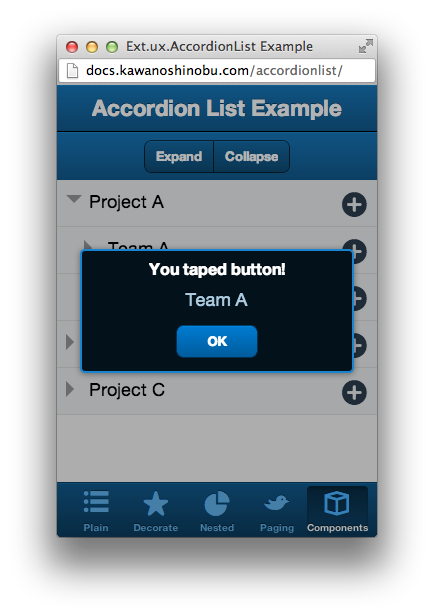 Ext.ux.AccordionList Example
docs.kawanoshinobu.com/accordionlist/
Accordion List Example
Expand Collapse
Project A
Team A
You taped button!
Team A
OK
Project C
Plain Decorate Nested Paging Components